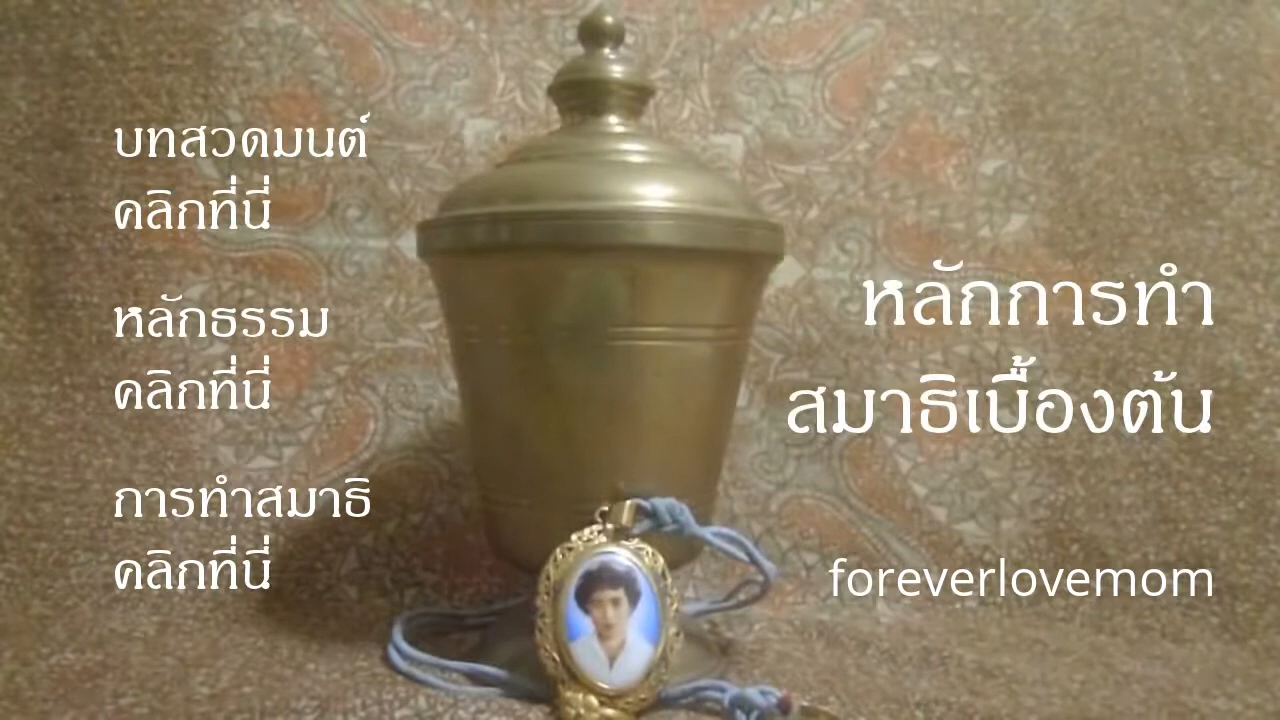 บทสวดมนต์
คลิกที่นี่
หลักธรรม
คลิกที่นี่
การทำสมาธิ
คลิกที่นี่
หลักการทำ
สมาธิเบื้องต้น
foreverlovemom